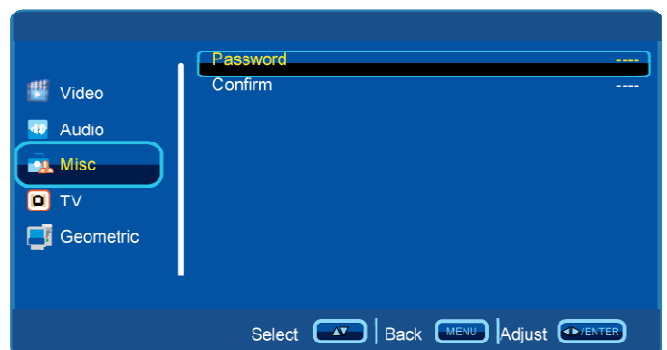 Password ----
Confirm ----
Video
Audio
Misc
TV
Geometric
Select ▲▼ Back MENU Adjust ◀▶/ENTER